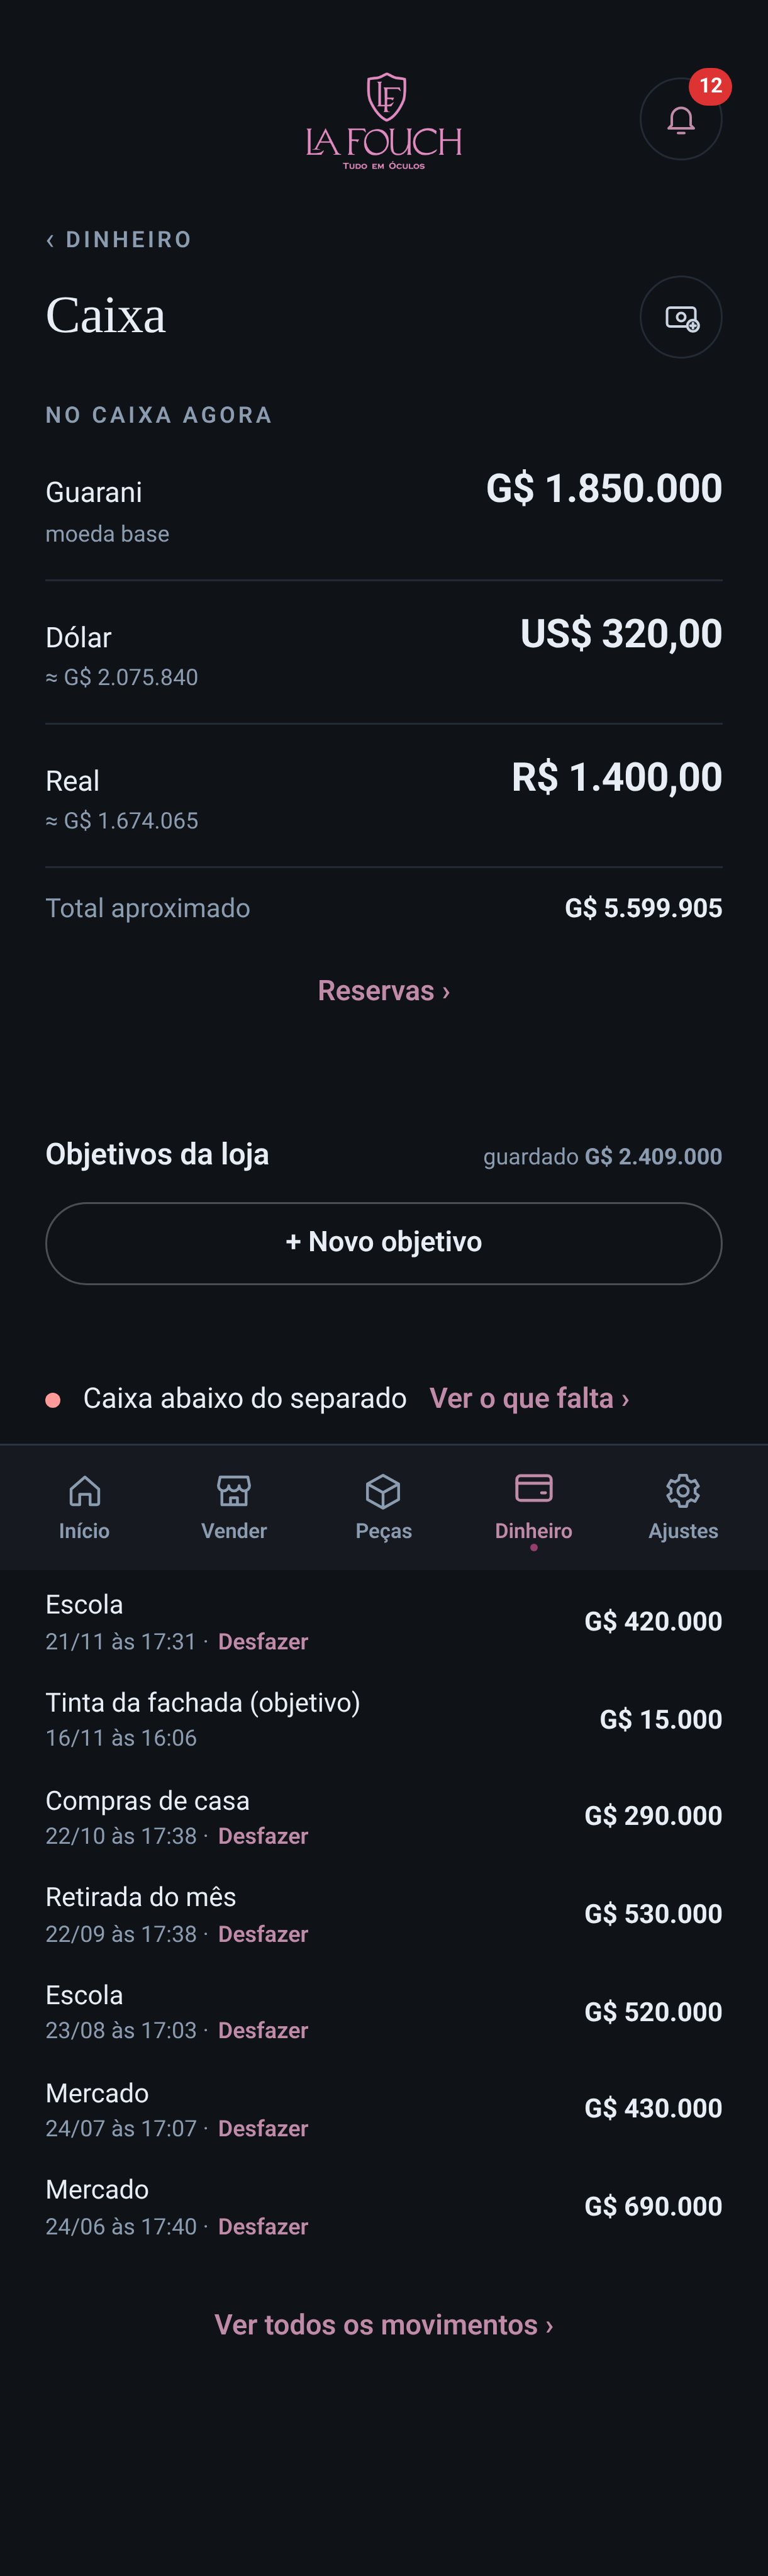 12
LF
LA FOUCH
TUDO EM ÓCULOS
‹ DINHEIRO
Caixa
NO CAIXA AGORA
Guarani
G$ 1.850.000
moeda base
Dólar
US$ 320,00
≈ G$ 2.075.840
Real
R$ 1.400,00
≈ G$ 1.674.065
Total aproximado
G$ 5.599.905
Reservas ›
Objetivos da loja
guardado G$ 2.409.000
+ Novo objetivo
Caixa abaixo do separado Ver o que falta ›
Início
Vender
Peças
Dinheiro
Ajustes
Escola
G$ 420.000
21/11 às 17:31 · Desfazer
Tinta da fachada (objetivo)
G$ 15.000
16/11 às 16:06
Compras de casa
G$ 290.000
22/10 às 17:38 · Desfazer
Retirada do mês
G$ 530.000
22/09 às 17:38 · Desfazer
Escola
G$ 520.000
23/08 às 17:03 · Desfazer
Mercado
G$ 430.000
24/07 às 17:07 · Desfazer
Mercado
G$ 690.000
24/06 às 17:40 · Desfazer
Ver todos os movimentos ›